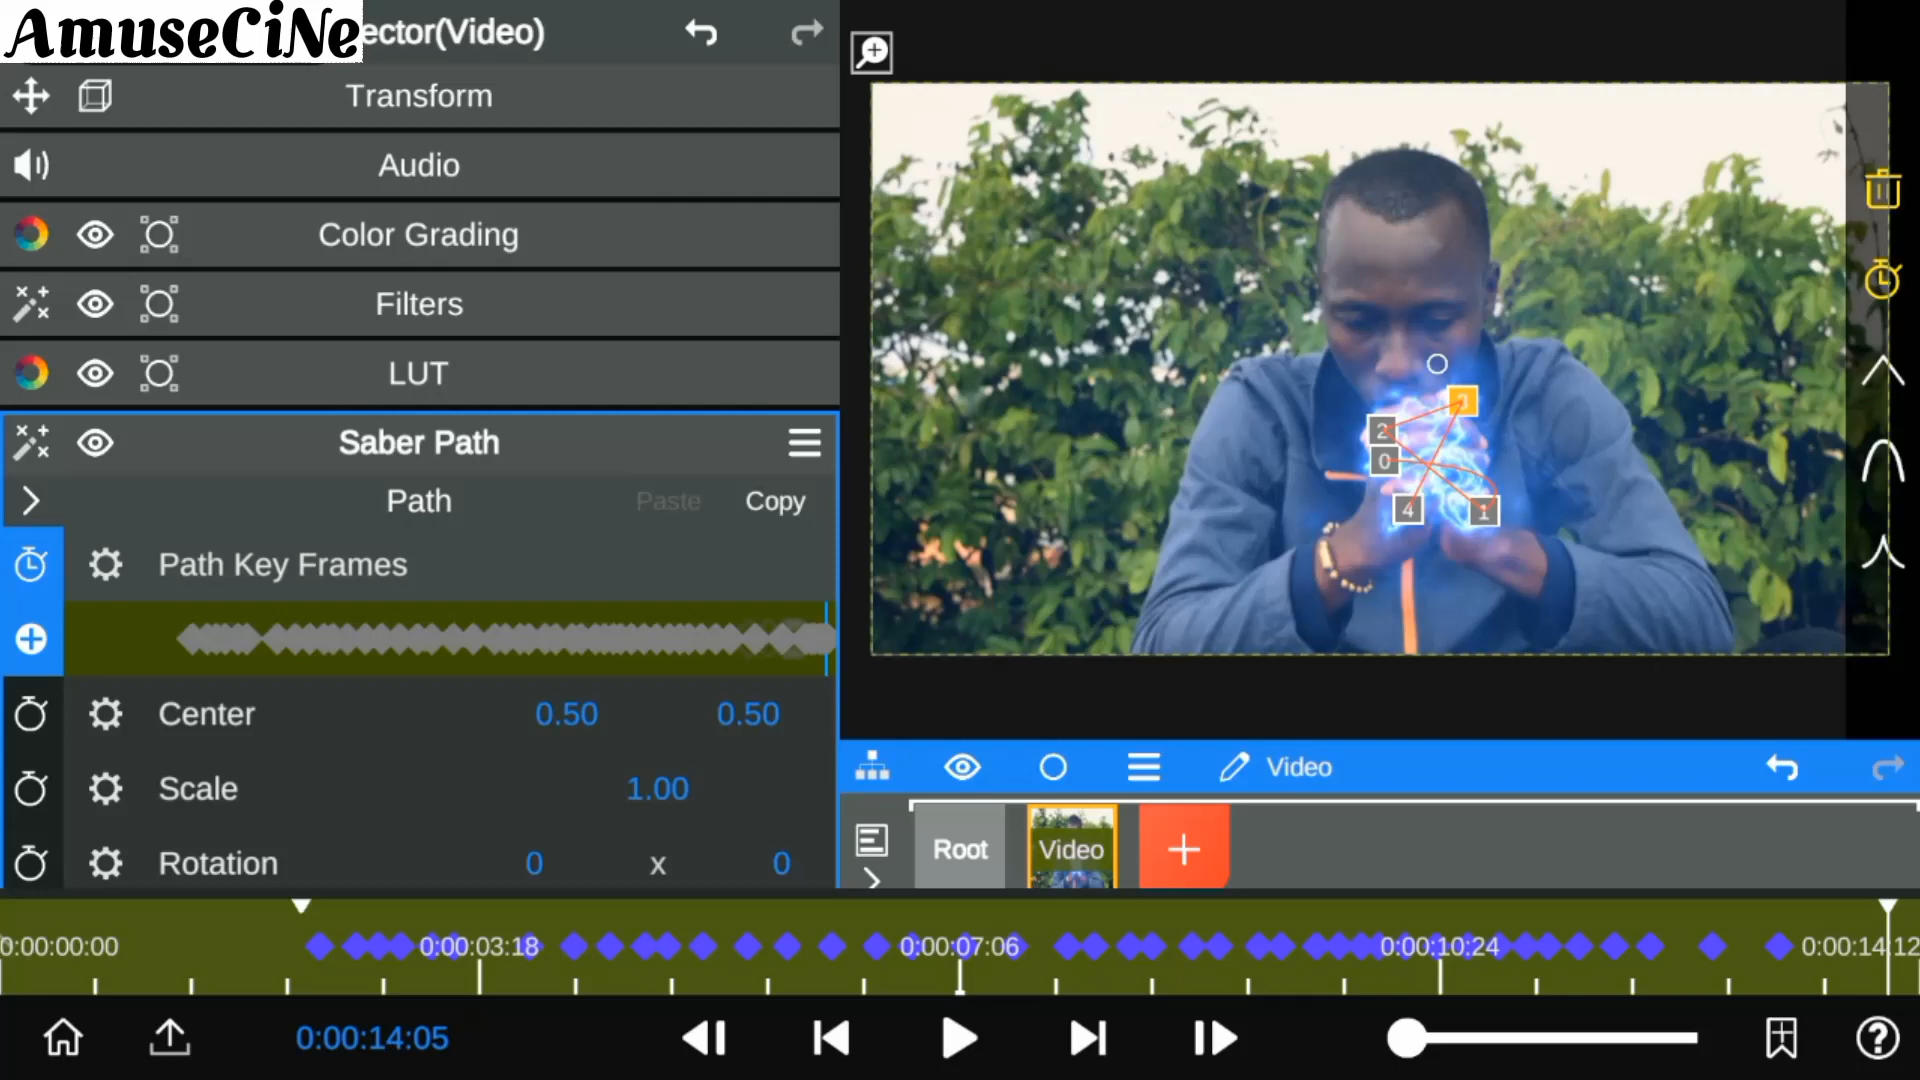 AmuseCiNe
ector(Video)
Transform
Audio
Color Grading
Filters
LUT
Saber Path
Path Paste Copy
Path Key Frames
Center 0.50 0.50
Scale 1.00
Rotation 0 x 0
2
0
4 1
Video
Root Video +
0:00:00:00 0:00:03:18 0:00:07:06 0:00:10:24 0:00:14:12
0:00:14:05